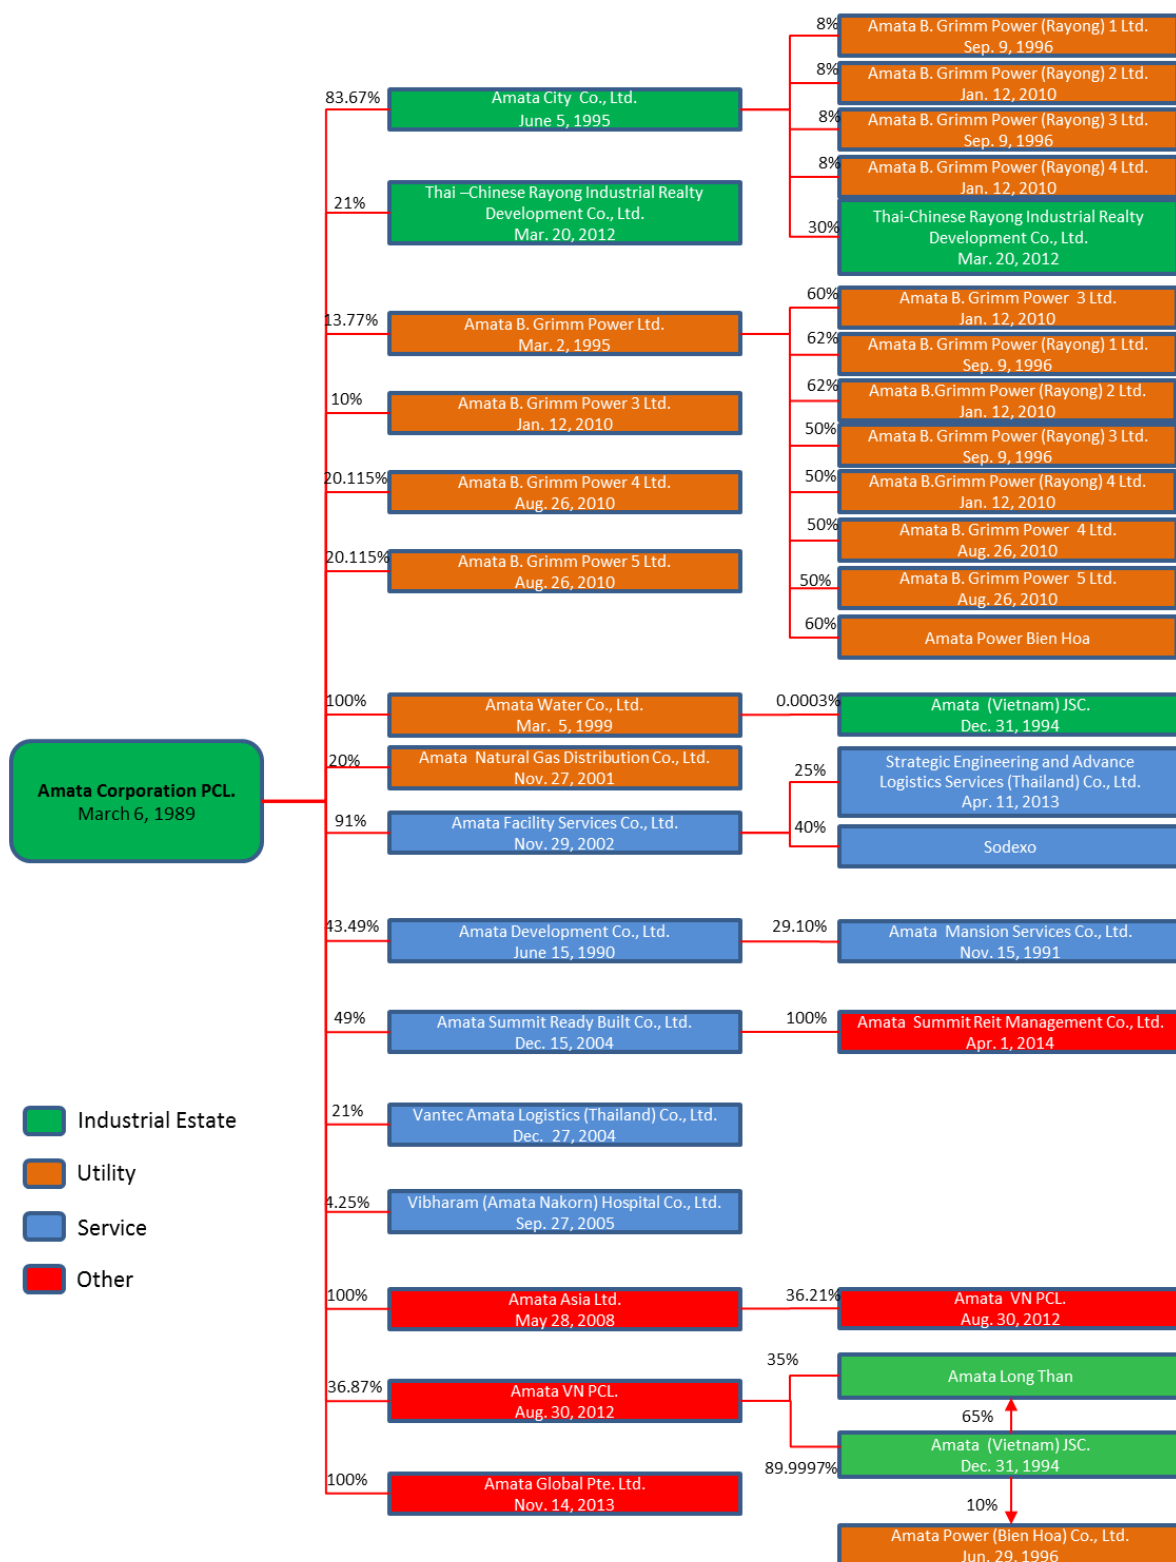 8%
Amata B. Grimm Power (Rayong) 1 Ltd.
Sep. 9, 1996
8%
Amata B. Grimm Power (Rayong) 2 Ltd.
Jan. 12, 2010
83.67%
Amata City Co., Ltd.
June 5, 1995
8%
Amata B. Grimm Power (Rayong) 3 Ltd.
Sep. 9, 1996
8%
Amata B. Grimm Power (Rayong) 4 Ltd.
Jan. 12, 2010
21%
Thai –Chinese Rayong Industrial Realty
Development Co., Ltd.
Mar. 20, 2012
30%
Thai-Chinese Rayong Industrial Realty
Development Co., Ltd.
Mar. 20, 2012
13.77%
Amata B. Grimm Power Ltd.
Mar. 2, 1995
60%
Amata B. Grimm Power 3 Ltd.
Jan. 12, 2010
62%
Amata B. Grimm Power (Rayong) 1 Ltd.
Sep. 9, 1996
62%
Amata B.Grimm Power (Rayong) 2 Ltd.
Jan. 12, 2010
10%
Amata B. Grimm Power 3 Ltd.
Jan. 12, 2010
50%
Amata B. Grimm Power (Rayong) 3 Ltd.
Sep. 9, 1996
50%
Amata B.Grimm Power (Rayong) 4 Ltd.
Jan. 12, 2010
20.115%
Amata B. Grimm Power 4 Ltd.
Aug. 26, 2010
50%
Amata B. Grimm Power 4 Ltd.
Aug. 26, 2010
20.115%
Amata B. Grimm Power 5 Ltd.
Aug. 26, 2010
50%
Amata B. Grimm Power 5 Ltd.
Aug. 26, 2010
60%
Amata Power Bien Hoa
100%
Amata Water Co., Ltd.
Mar. 5, 1999
0.0003%
Amata (Vietnam) JSC.
Dec. 31, 1994
Amata Corporation PCL.
March 6, 1989
20%
Amata Natural Gas Distribution Co., Ltd.
Nov. 27, 2001
25%
Strategic Engineering and Advance
Logistics Services (Thailand) Co., Ltd.
Apr. 11, 2013
91%
Amata Facility Services Co., Ltd.
Nov. 29, 2002
40%
Sodexo
43.49%
Amata Development Co., Ltd.
June 15, 1990
29.10%
Amata Mansion Services Co., Ltd.
Nov. 15, 1991
49%
Amata Summit Ready Built Co., Ltd.
Dec. 15, 2004
100%
Amata Summit Reit Management Co., Ltd.
Apr. 1, 2014
21%
Vantec Amata Logistics (Thailand) Co., Ltd.
Dec. 27, 2004
4.25%
Vibharam (Amata Nakorn) Hospital Co., Ltd.
Sep. 27, 2005
Industrial Estate
Utility
Service
Other
100%
Amata Asia Ltd.
May 28, 2008
36.21%
Amata VN PCL.
Aug. 30, 2012
36.87%
Amata VN PCL.
Aug. 30, 2012
35%
Amata Long Than
65%
89.9997%
Amata (Vietnam) JSC.
Dec. 31, 1994
100%
Amata Global Pte. Ltd.
Nov. 14, 2013
10%
Amata Power (Bien Hoa) Co., Ltd.
Jun. 29, 1996